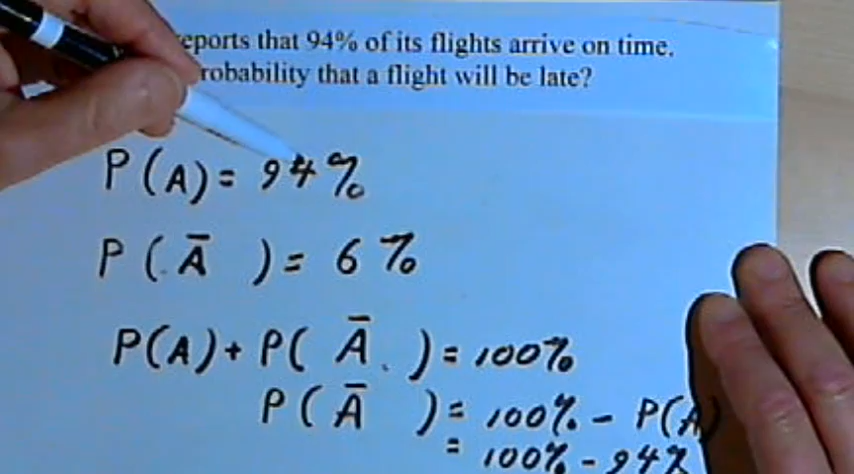 eports that 94% of its flights arrive on time.
robability that a flight will be late?
P(A) = 94%
P( Ā ) = 6%
P(A) + P( Ā ) = 100%
P( Ā ) = 100% - P(A)
= 100% - 94%